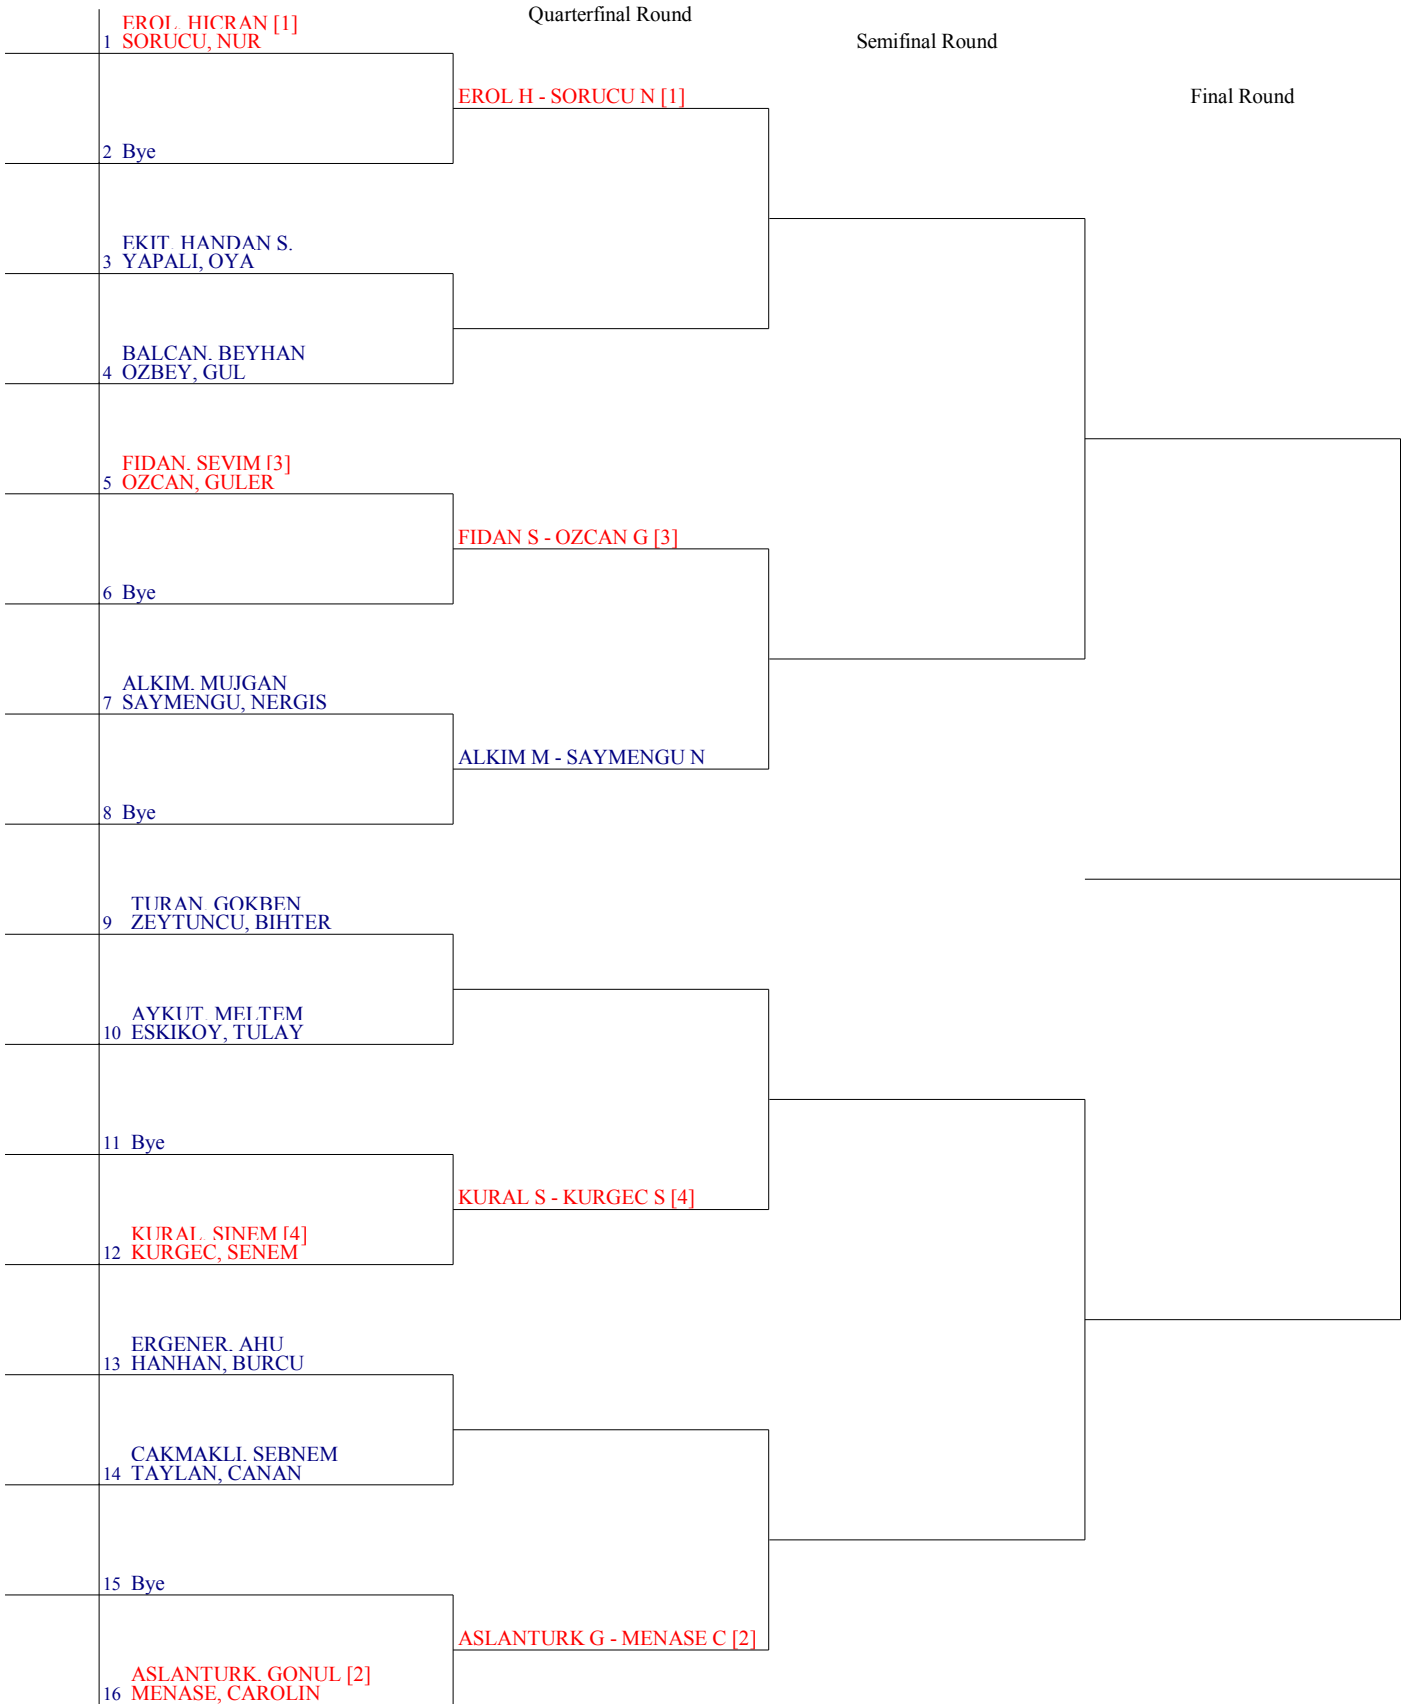 Quarterfinal Round
Semifinal Round
Final Round
EROL, HICRAN [1]
1 SORUCU, NUR
EROL H - SORUCU N [1]
2 Bye
EKIT, HANDAN S.
3 YAPALI, OYA
BALCAN, BEYHAN
4 OZBEY, GUL
FIDAN, SEVIM [3]
5 OZCAN, GULER
FIDAN S - OZCAN G [3]
6 Bye
ALKIM, MUJGAN
7 SAYMENGU, NERGIS
ALKIM M - SAYMENGU N
8 Bye
TURAN, GOKBEN
9 ZEYTUNCU, BIHTER
AYKUT, MELTEM
10 ESKIKOY, TULAY
11 Bye
KURAL S - KURGEC S [4]
KURAL, SINEM [4]
12 KURGEC, SENEM
ERGENER, AHU
13 HANHAN, BURCU
CAKMAKLI, SEBNEM
14 TAYLAN, CANAN
15 Bye
ASLANTURK G - MENASE C [2]
ASLANTURK, GONUL [2]
16 MENASE, CAROLIN